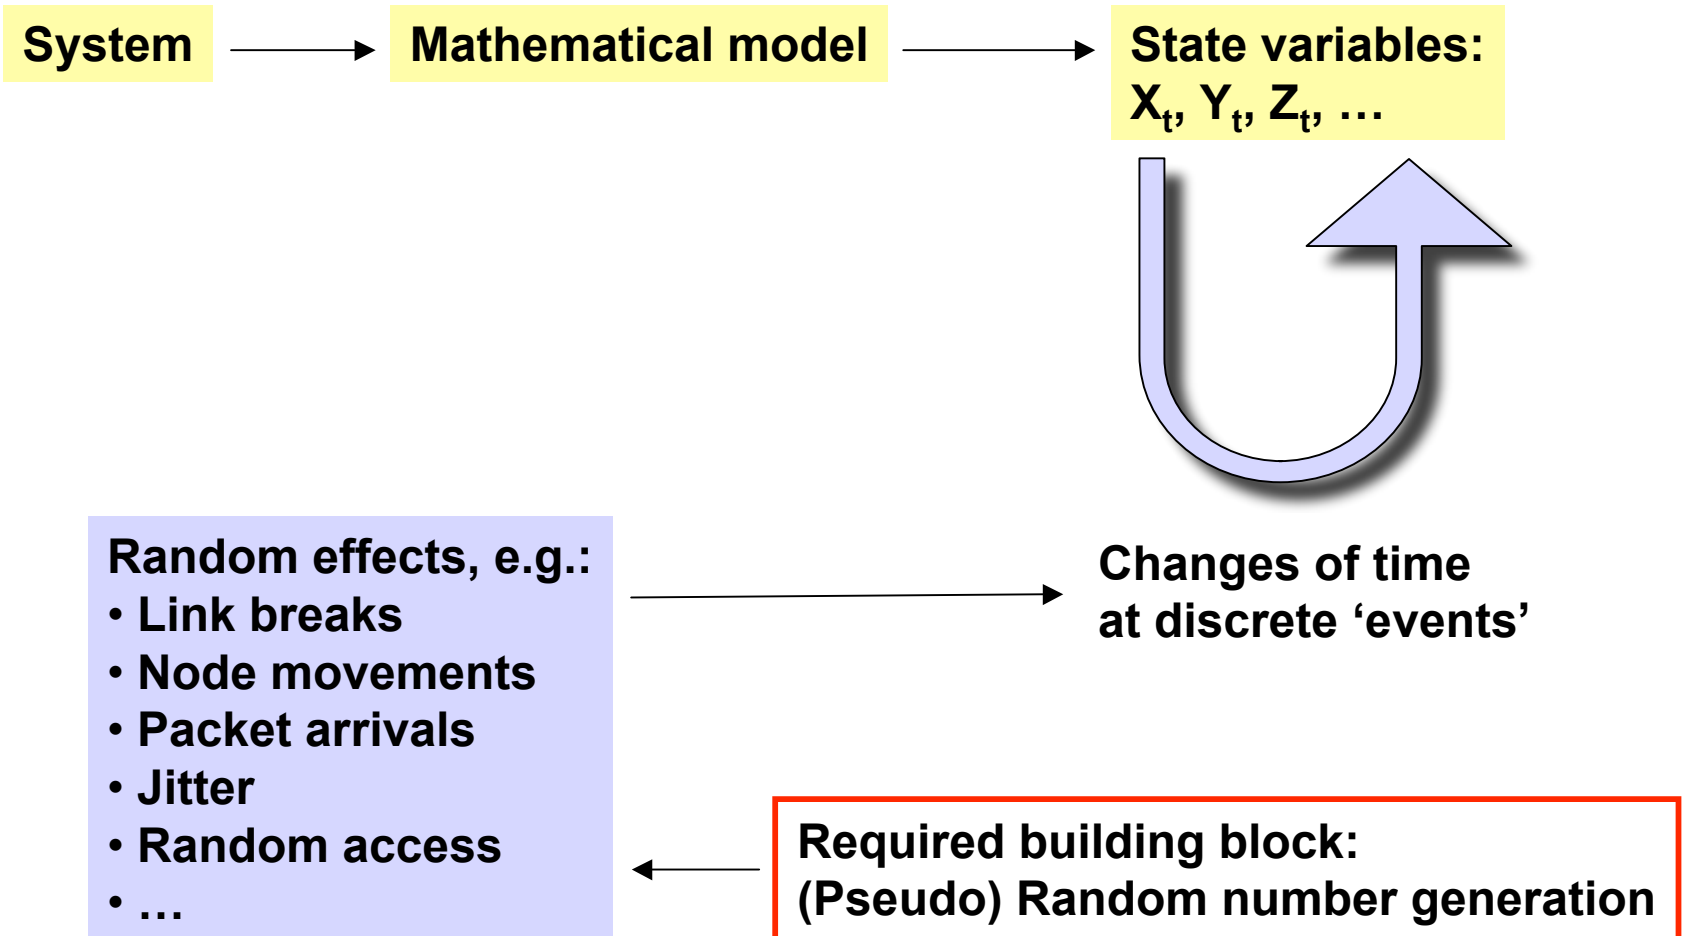 System
Mathematical model
State variables:
Xt, Yt, Zt, …
Random effects, e.g.:
• Link breaks
• Node movements
• Packet arrivals
• Jitter
• Random access
• …
Changes of time
at discrete ‘events’
Required building block:
(Pseudo) Random number generation